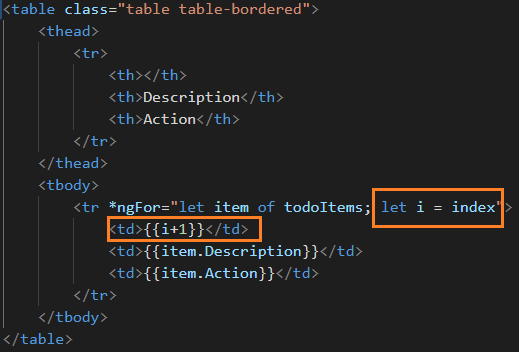 <table class="table table-bordered">
<thead>
<tr>
<th></th>
<th>Description</th>
<th>Action</th>
</tr>
</thead>
<tbody>
<tr *ngFor="let item of todoItems; let i = index">
<td>{{i+1}}</td>
<td>{{item.Description}}</td>
<td>{{item.Action}}</td>
</tr>
</tbody>
</table>